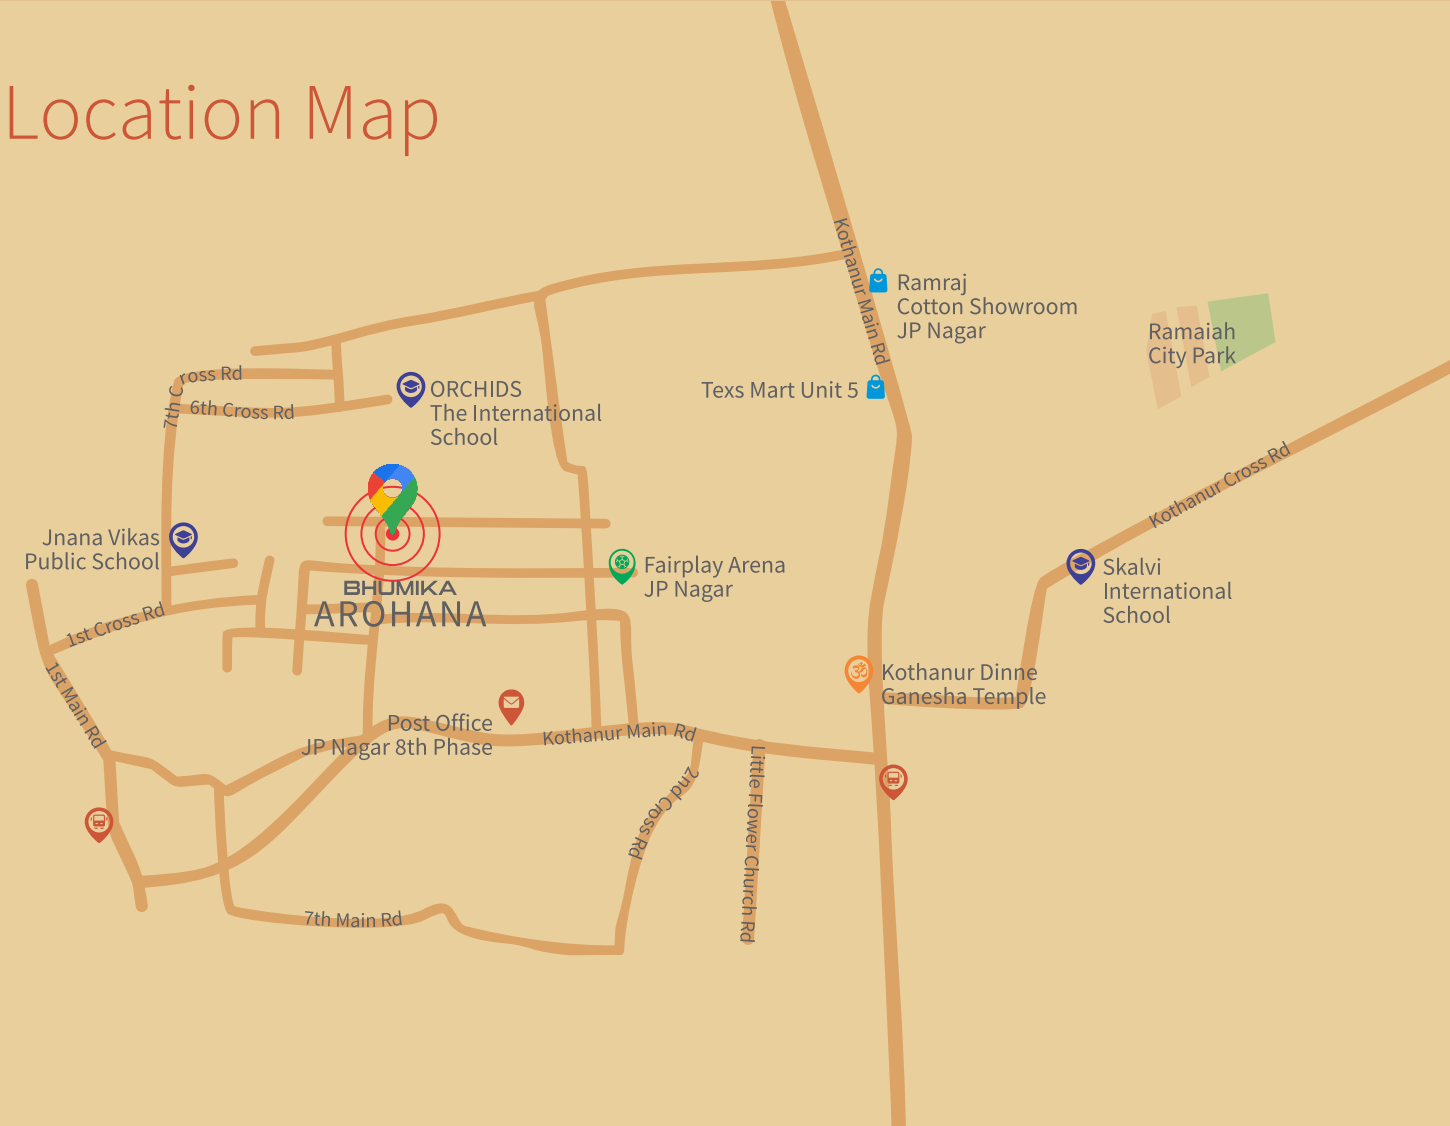 Location Map
Kothanur Main Rd
Ramraj
Cotton Showroom
JP Nagar
Ramaiah
City Park
7th Cross Rd
6th Cross Rd
ORCHIDS
The International
School
Texs Mart Unit 5
Kothanur Cross Rd
Jnana Vikas
Public School
Fairplay Arena
JP Nagar
Skalvi
International
School
BHUMIKA
AROHANA
1st Cross Rd
1st Main Rd
Kothanur Dinne
Ganesha Temple
Post Office
JP Nagar 8th Phase
Kothanur Main Rd
2nd Cross Rd
Little Flower Church Rd
7th Main Rd